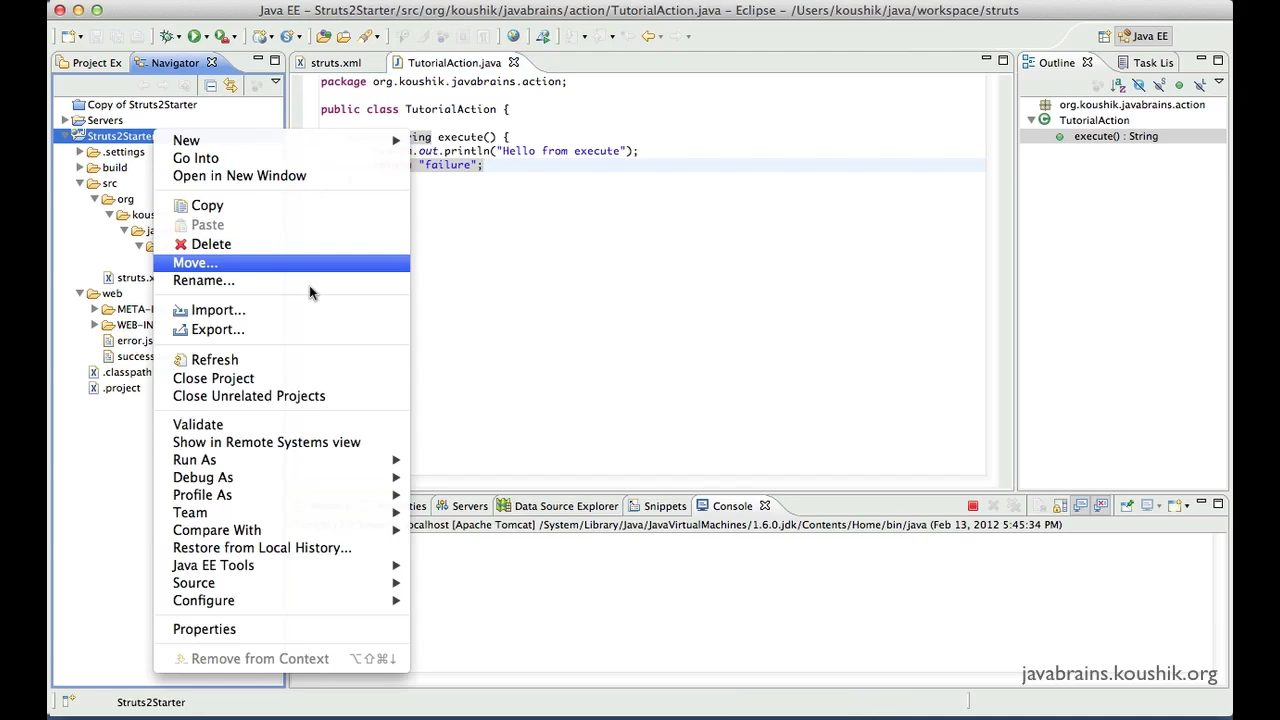 Java EE - Struts2Starter/src/org/koushik/javabrains/action/TutorialAction.java - Eclipse - /Users/koushik/java/workspace/struts
Java EE
Project Ex
Navigator
struts.xml
TutorialAction.java
Outline
Task Lis
Copy of Struts2Starter
Servers
Struts2Starter
.settings
build
src
org
kous
ja
struts.x
web
META-I
WEB-IN
error.js
success
.classpath
.project
New
Go Into
Open in New Window
Copy
Paste
Delete
Move...
Rename...
Import...
Export...
Refresh
Close Project
Close Unrelated Projects
Validate
Show in Remote Systems view
Run As
Debug As
Profile As
Team
Compare With
Restore from Local History...
Java EE Tools
Source
Configure
Properties
Remove from Context ⌥⇧⌘↓
package org.koushik.javabrains.action;
public class TutorialAction {
ing execute() {
.out.println("Hello from execute");
"failure";
org.koushik.javabrains.action
TutorialAction
execute() : String
ties
Servers
Data Source Explorer
Snippets
Console
ocalhost [Apache Tomcat] /System/Library/Java/JavaVirtualMachines/1.6.0.jdk/Contents/Home/bin/java (Feb 13, 2012 5:45:34 PM)
javabrains.koushik.org
Struts2Starter